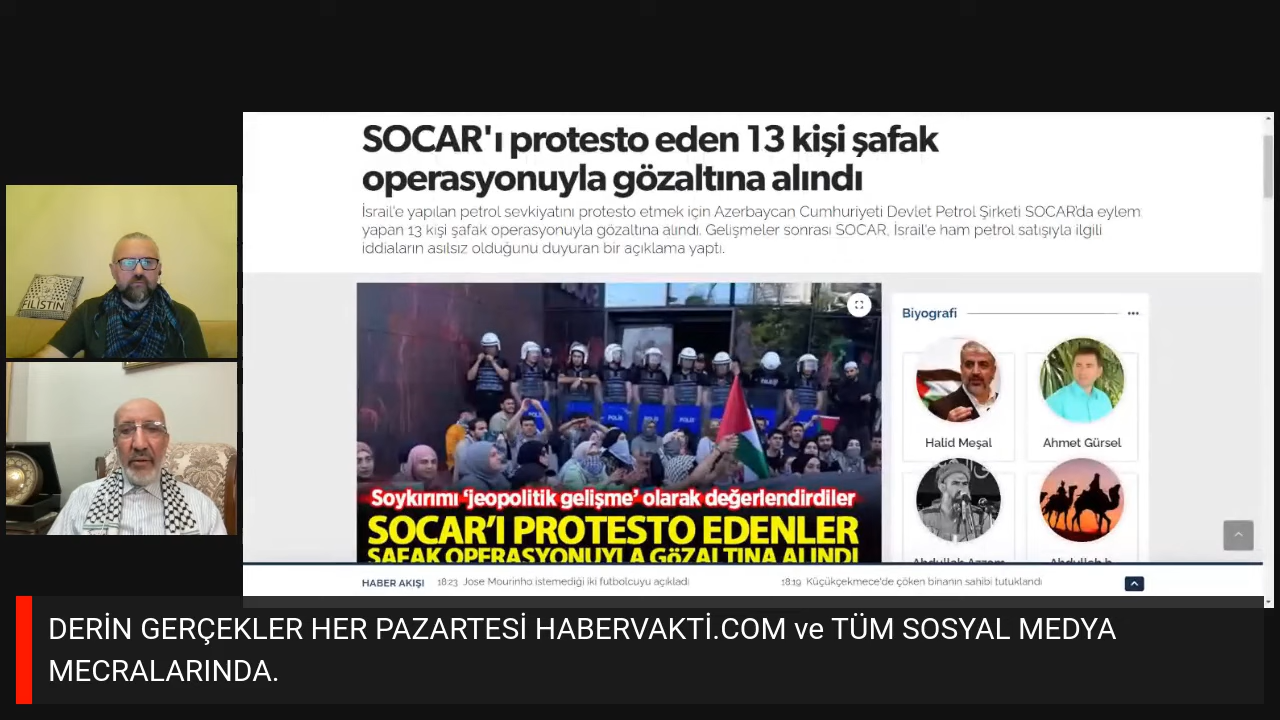 SOCAR'ı protesto eden 13 kişi şafak
operasyonuyla gözaltına alındı
İsrail'e yapılan petrol sevkiyatını protesto etmek için Azerbaycan Cumhuriyeti Devlet Petrol Şirketi SOCAR'da eylem
yapan 13 kişi şafak operasyonuyla gözaltına alındı. Gelişmeler sonrası SOCAR, İsrail'e ham petrol satışıyla ilgili
iddiaların asılsız olduğunu duyuran bir açıklama yaptı.
FİLİSTİN
POLİS POLİS POLİS
Soykırımı 'jeopolitik gelişme' olarak değerlendirdiler
SOCAR'I PROTESTO EDENLER
ŞAFAK OPERASYONUYLA GÖZALTINA ALINDI
Biyografi
Halid Meşal
Ahmet Gürsel
Abdullah Azzam
Abdullah b.
HABER AKIŞI 18:23 Jose Mourinho istemediği iki futbolcuyu açıkladı 18:19 Küçükçekmece'de çöken binanın sahibi tutuklandı
DERİN GERÇEKLER HER PAZARTESİ HABERVAKTİ.COM ve TÜM SOSYAL MEDYA
MECRALARINDA.